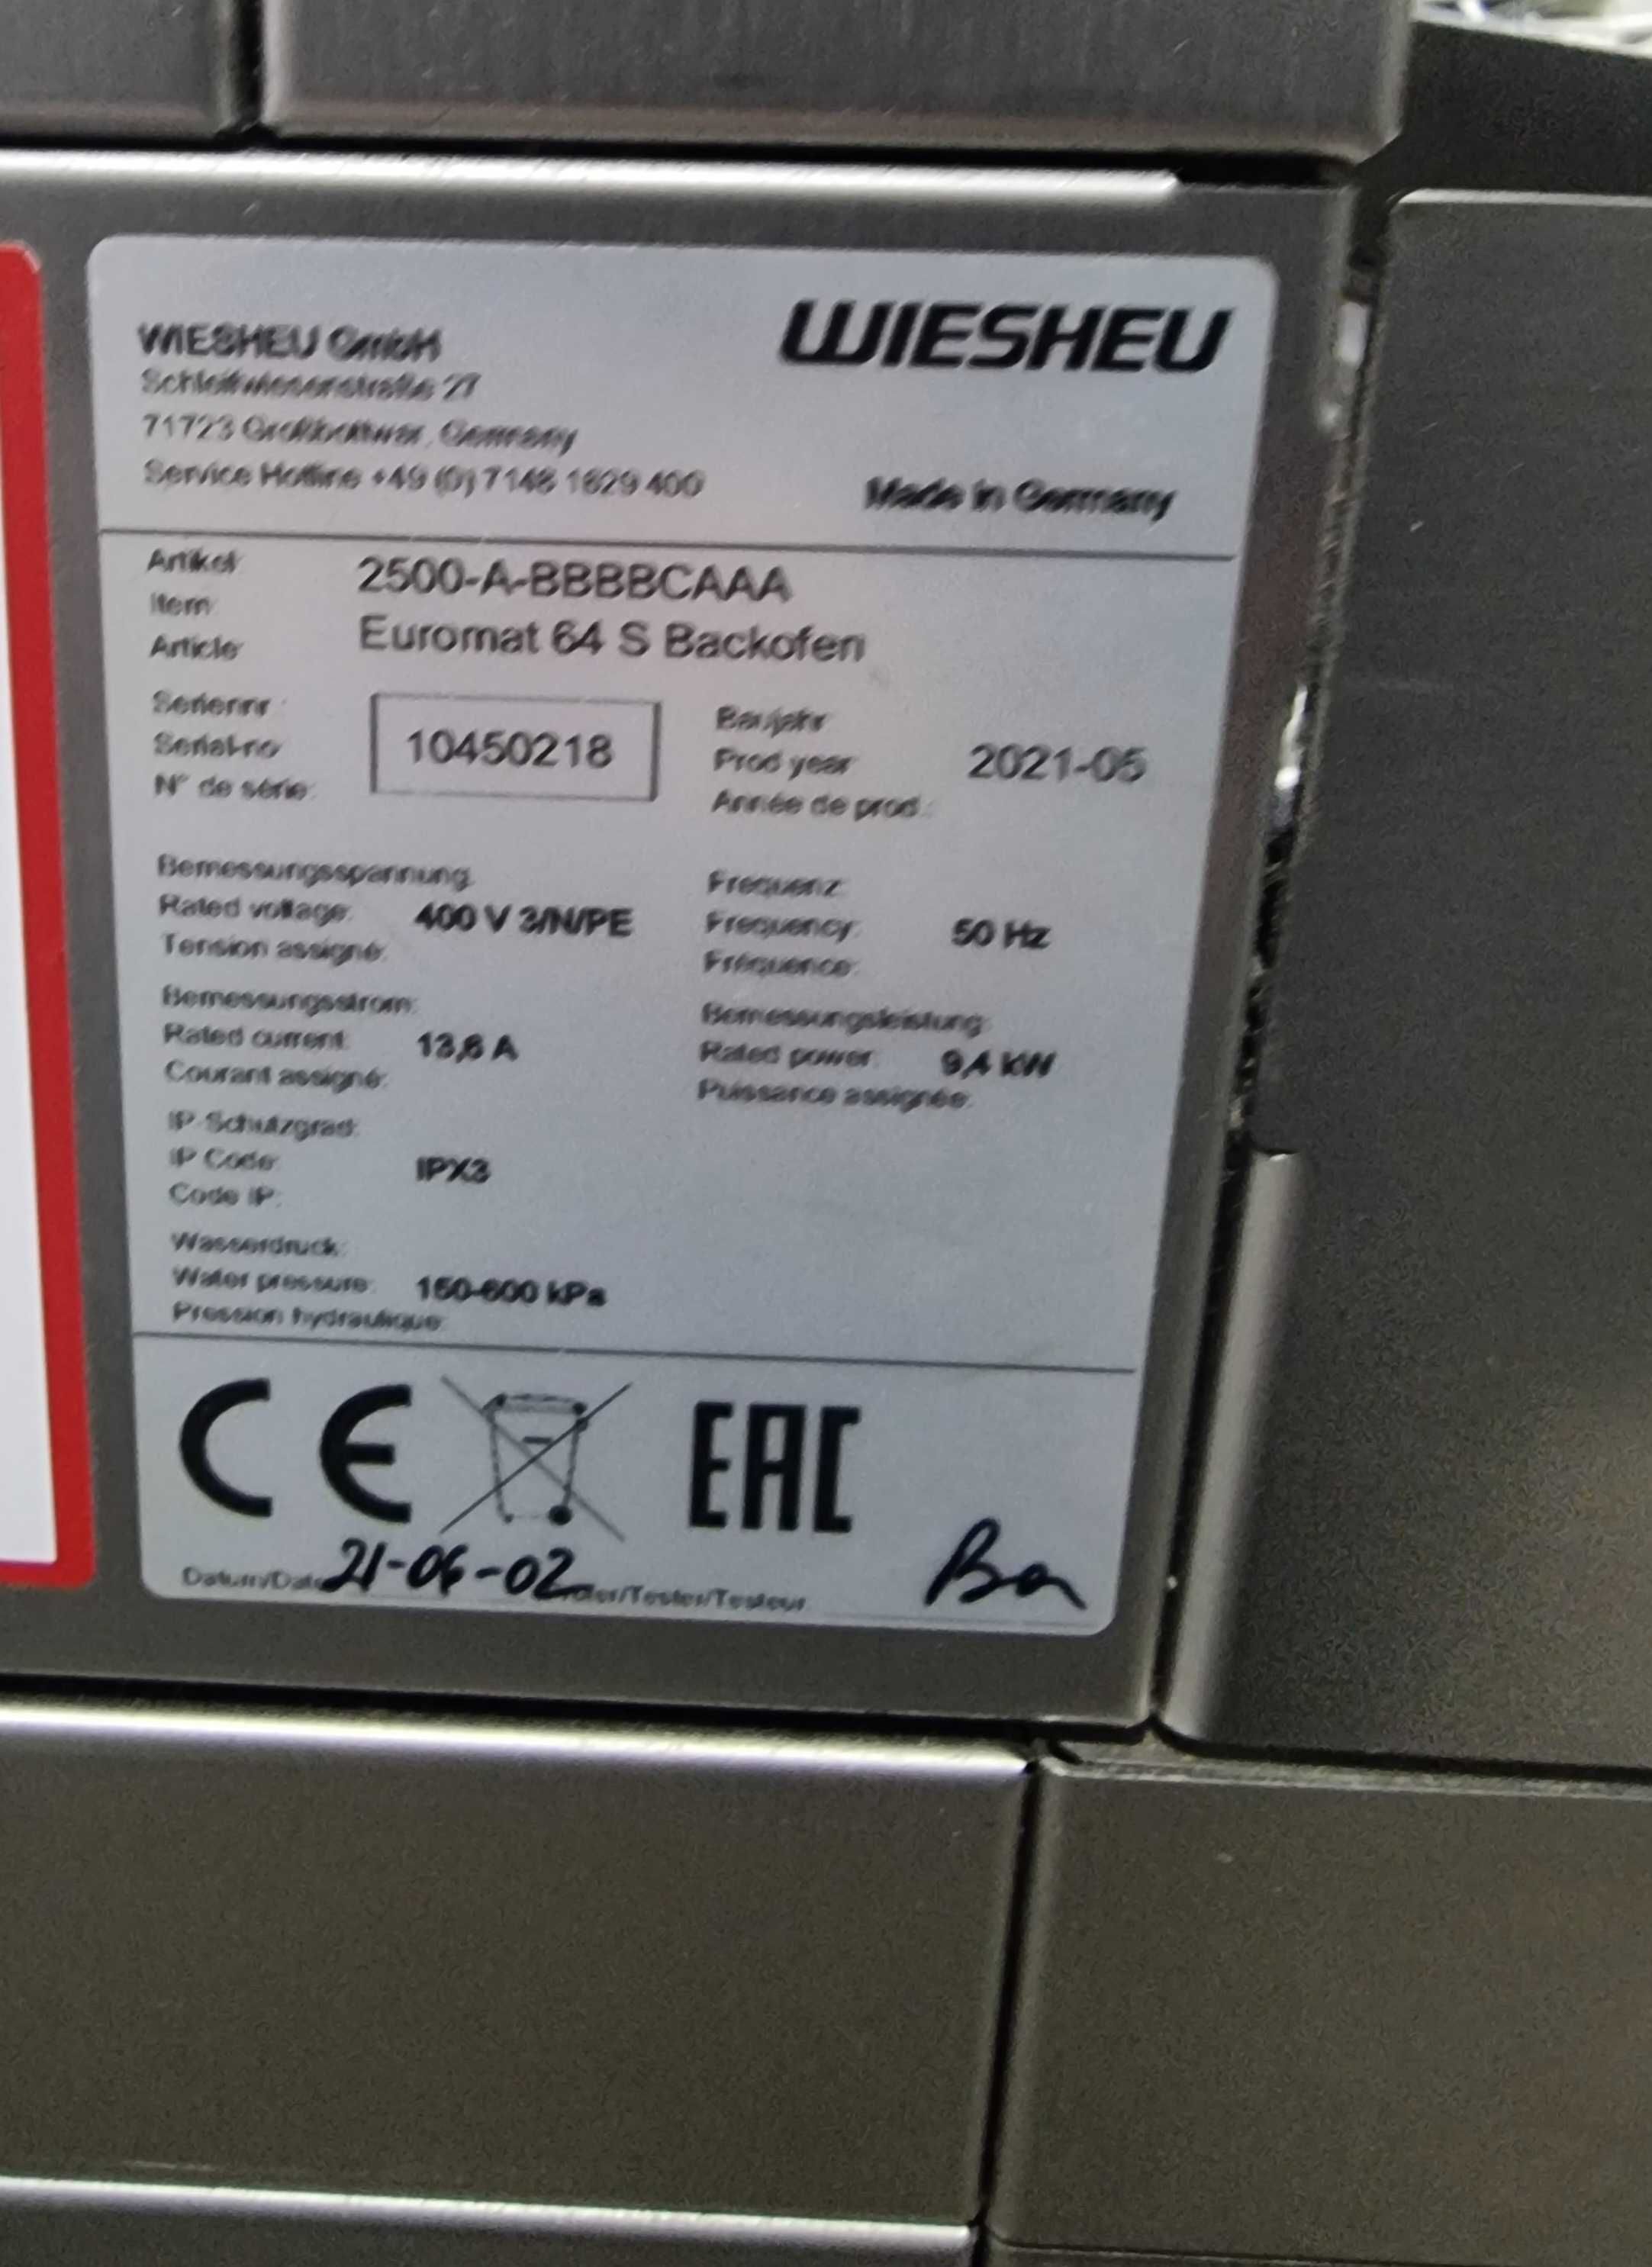 WIESHEU GmbH
WIESHEU
Schleifwiesenstraße 27
71723 Großbottwar, Germany
Service Hotline +49 (0) 7148 1629 400
Made in Germany
Artikel
Item
Article
2500-A-BBBBCAAA
Euromat 64 S Backofen
Seriennr
Serial-no
N° de série:
10450218
Baujahr
Prod year
Année de prod.:
2021-05
Bemessungsspannung
Rated voltage:
Tension assigné:
400 V 3/N/PE
Frequenz
Frequency:
Fréquence:
50 Hz
Bemessungsstrom:
Rated current:
Courant assigné:
13,6 A
Bemessungsleistung
Rated power:
Puissance assignée:
9,4 kW
IP-Schutzgrad:
IP Code:
Code IP:
IPX3
Wasserdruck:
Water pressure:
Pression hydraulique:
150-600 kPa
CE
EAC
Datum/Date 21-06-02 /Tester/Testeur